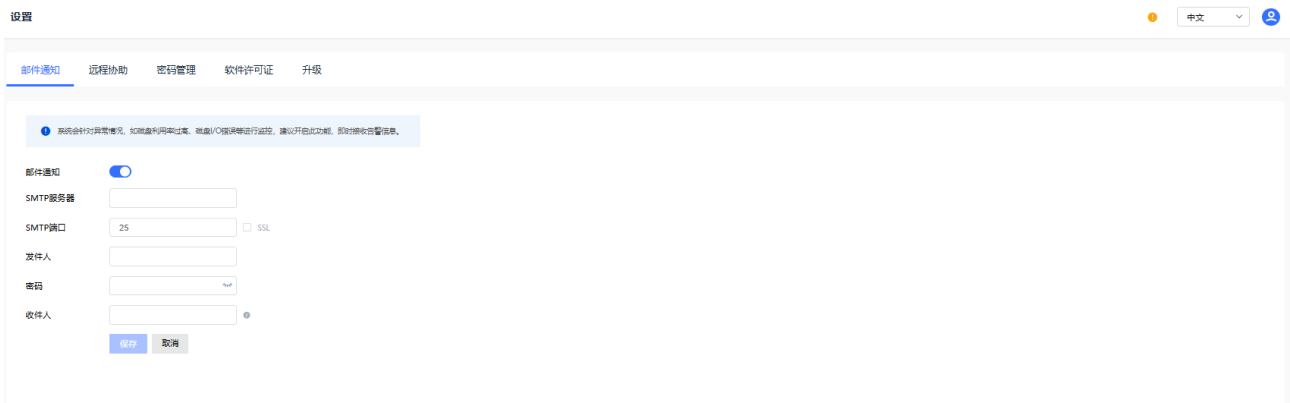 设置
中文
邮件通知 远程协助 密码管理 软件许可证 升级
系统会针对异常情况，如磁盘利用率过高、磁盘I/O错误等进行监控，建议开启此功能，即时接收告警信息。
邮件通知
SMTP服务器
SMTP端口 25 SSL
发件人
密码
收件人
保存 取消